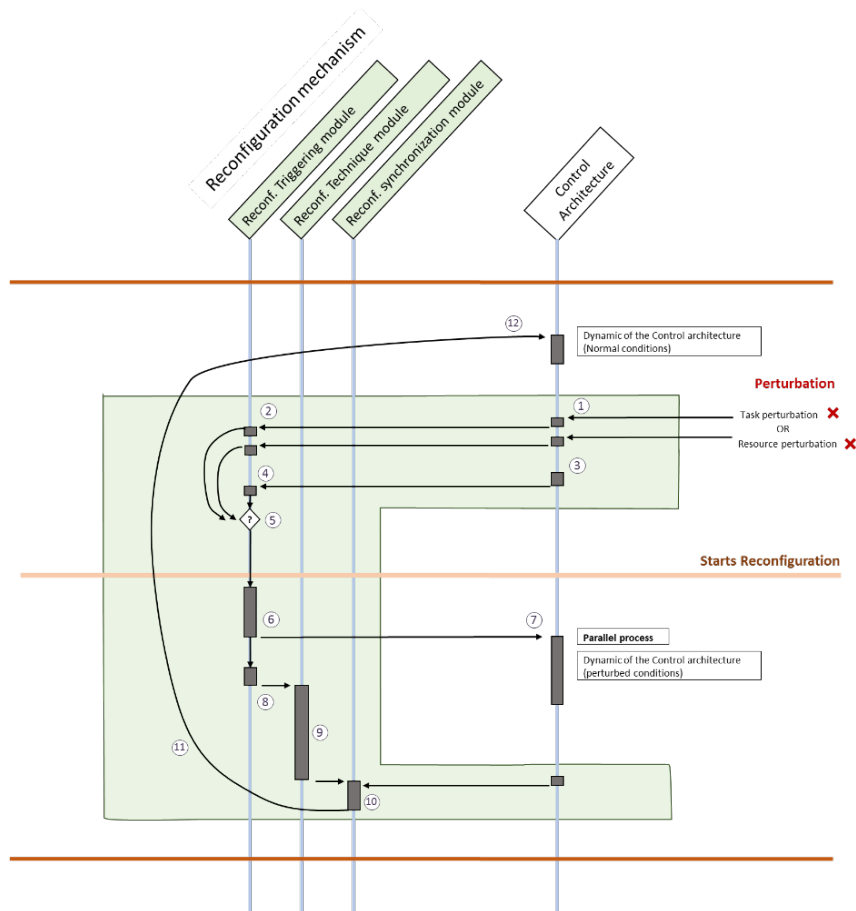 Reconfiguration mechanism
Reconf. Triggering module
Reconf. Technique module
Reconf. synchronization module
Control
Architecture
12
Dynamic of the Control architecture
(Normal conditions)
Perturbation
2
1
Task perturbation
OR
Resource perturbation
4
3
?
5
Starts Reconfiguration
6
7
Parallel process
Dynamic of the Control architecture
(perturbed conditions)
8
9
11
10